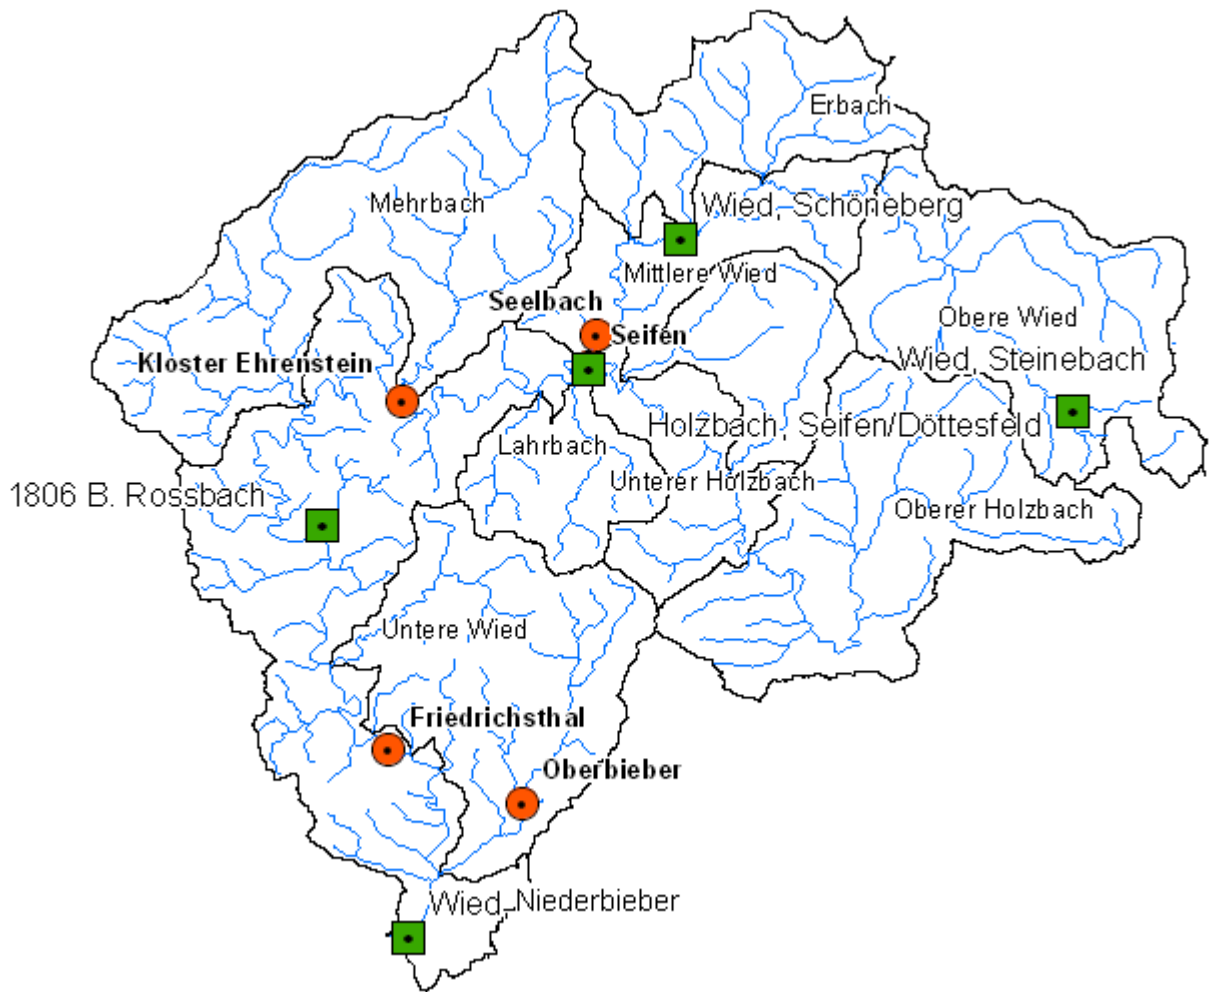 Erbach
Mehrbach
Wied, Schöneberg
Mittlere Wied
Seelbach
Obere Wied
Seifen
Kloster Ehrenstein
Wied, Steinebach
Holzbach, Seifen/Döttesfeld
Lahrbach
Unterer Holzbach
1806 B. Rossbach
Oberer Holzbach
Untere Wied
Friedrichsthal
Oberbieber
Wied, Niederbieber